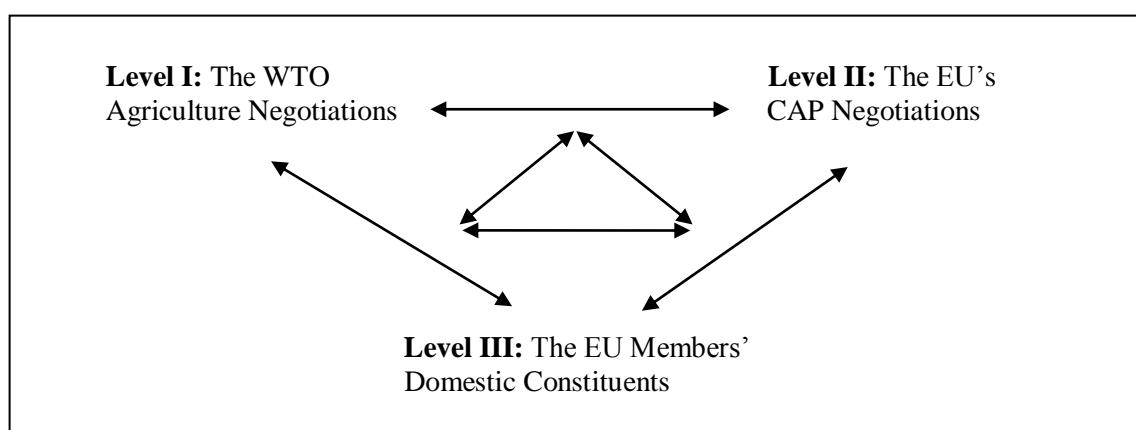 Level I: The WTO
Agriculture Negotiations
Level II: The EU’s
CAP Negotiations
Level III: The EU Members’
Domestic Constituents